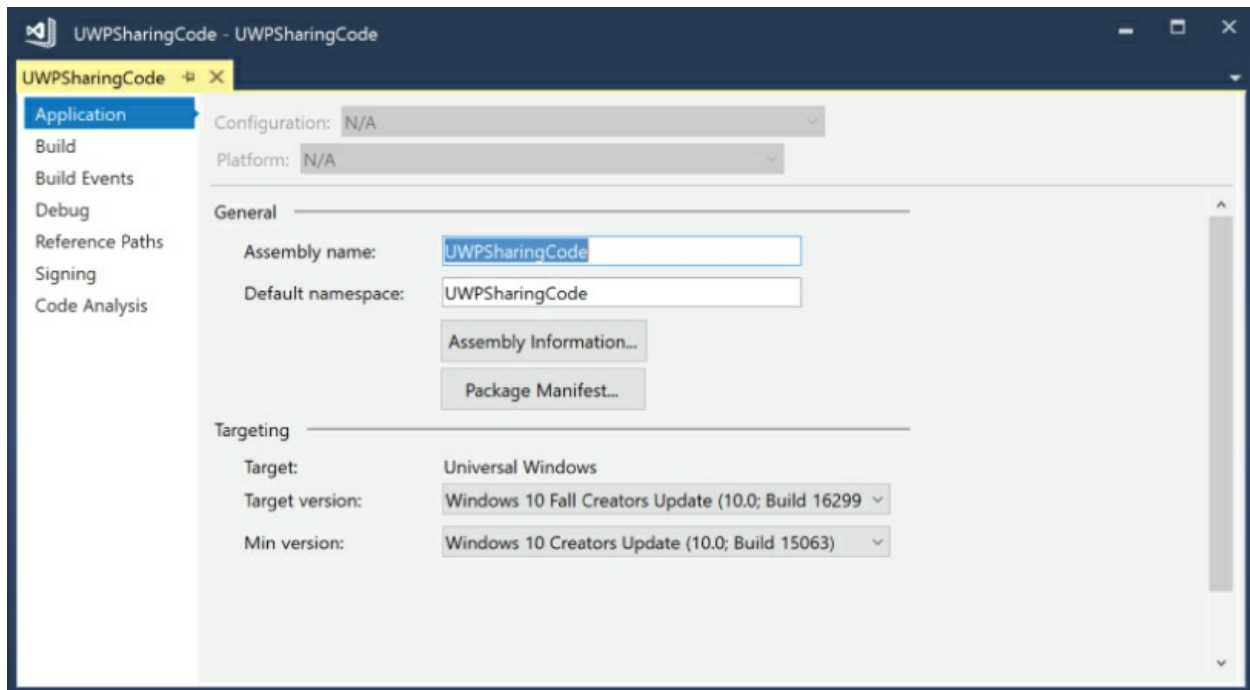 UWPSharingCode - UWPSharingCode
UWPSharingCode
Application
Build
Build Events
Debug
Reference Paths
Signing
Code Analysis
Configuration: N/A
Platform: N/A
General
Assembly name: UWPSharingCode
Default namespace: UWPSharingCode
Assembly Information...
Package Manifest...
Targeting
Target: Universal Windows
Target version: Windows 10 Fall Creators Update (10.0; Build 16299
Min version: Windows 10 Creators Update (10.0; Build 15063)